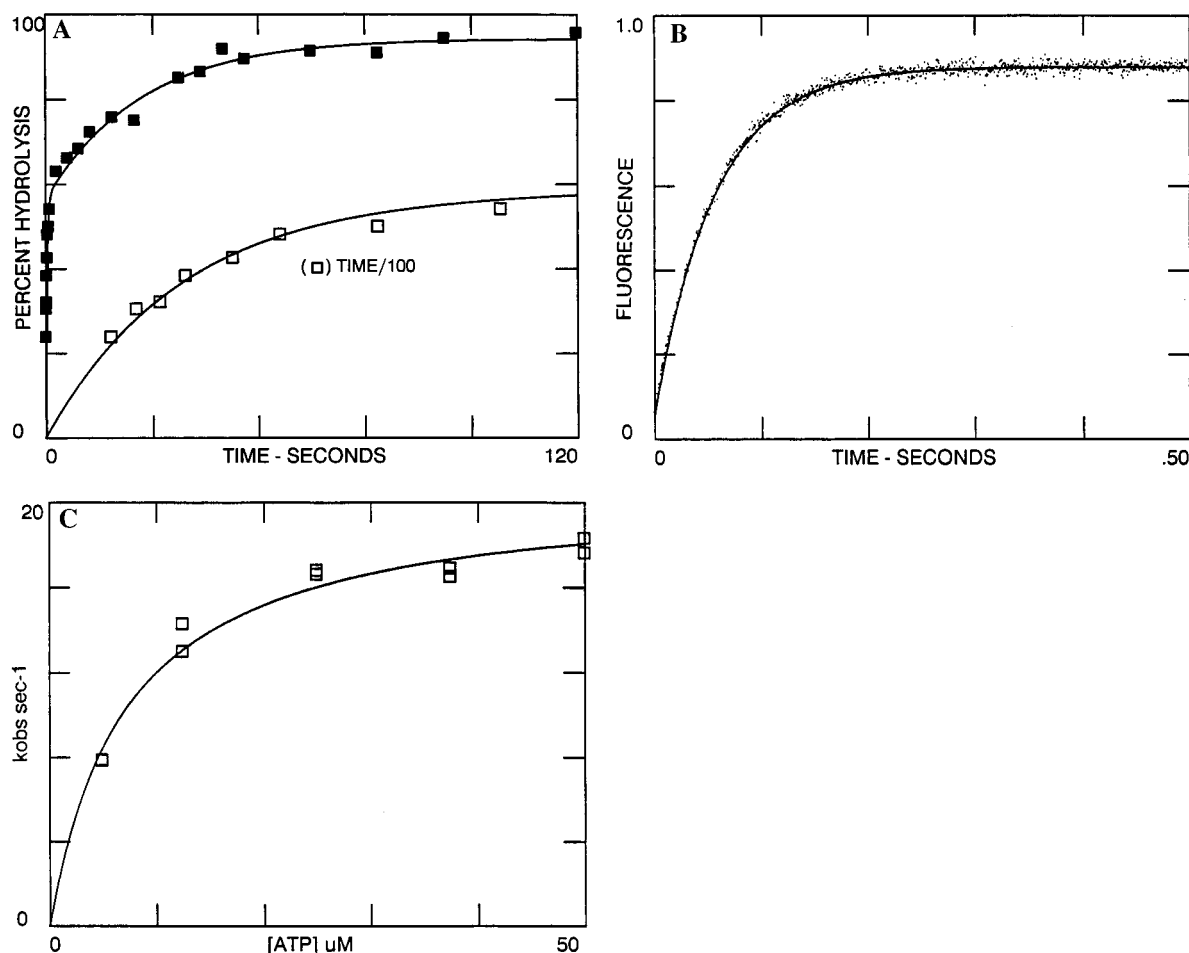 A
100
PERCENT HYDROLYSIS
(□) TIME/100
0
0
TIME - SECONDS
120
B
1.0
FLUORESCENCE
0
0
TIME - SECONDS
.50
C
20
kobs sec-1
0
0
[ATP] uM
50